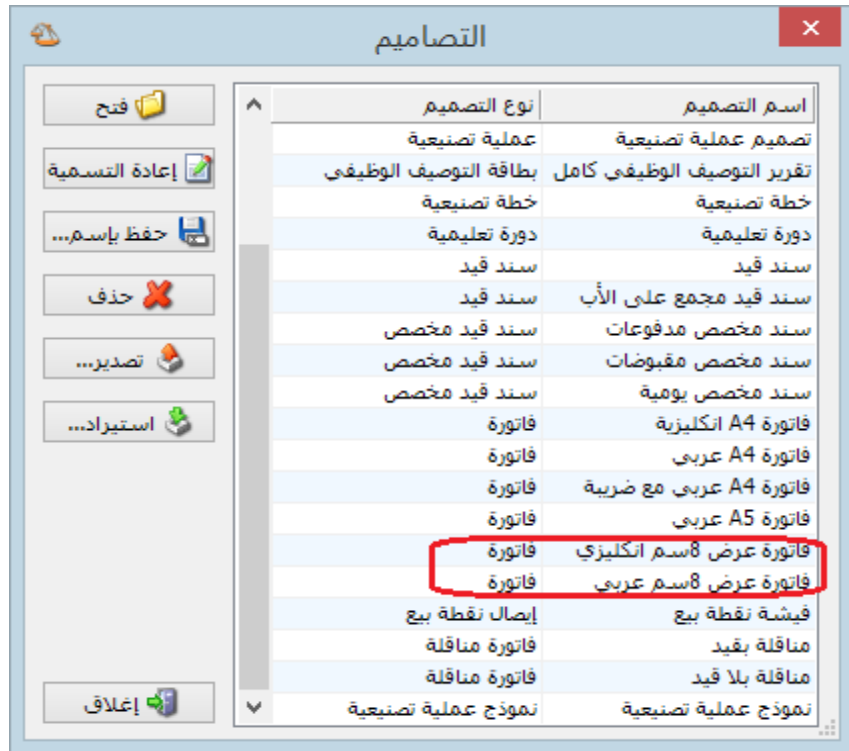 التصاميم
اسم التصميم نوع التصميم
تصميم عملية تصنيعية عملية تصنيعية
تقرير التوصيف الوظيفي كامل بطاقة التوصيف الوظيفي
خطة تصنيعية خطة تصنيعية
دورة تعليمية دورة تعليمية
سند قيد سند قيد
سند قيد مجمع على الأب سند قيد
سند مخصص مدفوعات سند قيد مخصص
سند مخصص مقبوضات سند قيد مخصص
سند مخصص يومية سند قيد مخصص
فاتورة A4 انكليزية فاتورة
فاتورة A4 عربي فاتورة
فاتورة A4 عربي مع ضريبة فاتورة
فاتورة A5 عربي فاتورة
فاتورة عرض 8سم انكليزي فاتورة
فاتورة عرض 8سم عربي فاتورة
فيشة نقطة بيع إيصال نقطة بيع
مناقلة بقيد فاتورة مناقلة
مناقلة بلا قيد فاتورة مناقلة
نموذج عملية تصنيعية نموذج عملية تصنيعية
فتح
إعادة التسمية
حفظ بإسم...
حذف
تصدير...
استيراد...
إغلاق